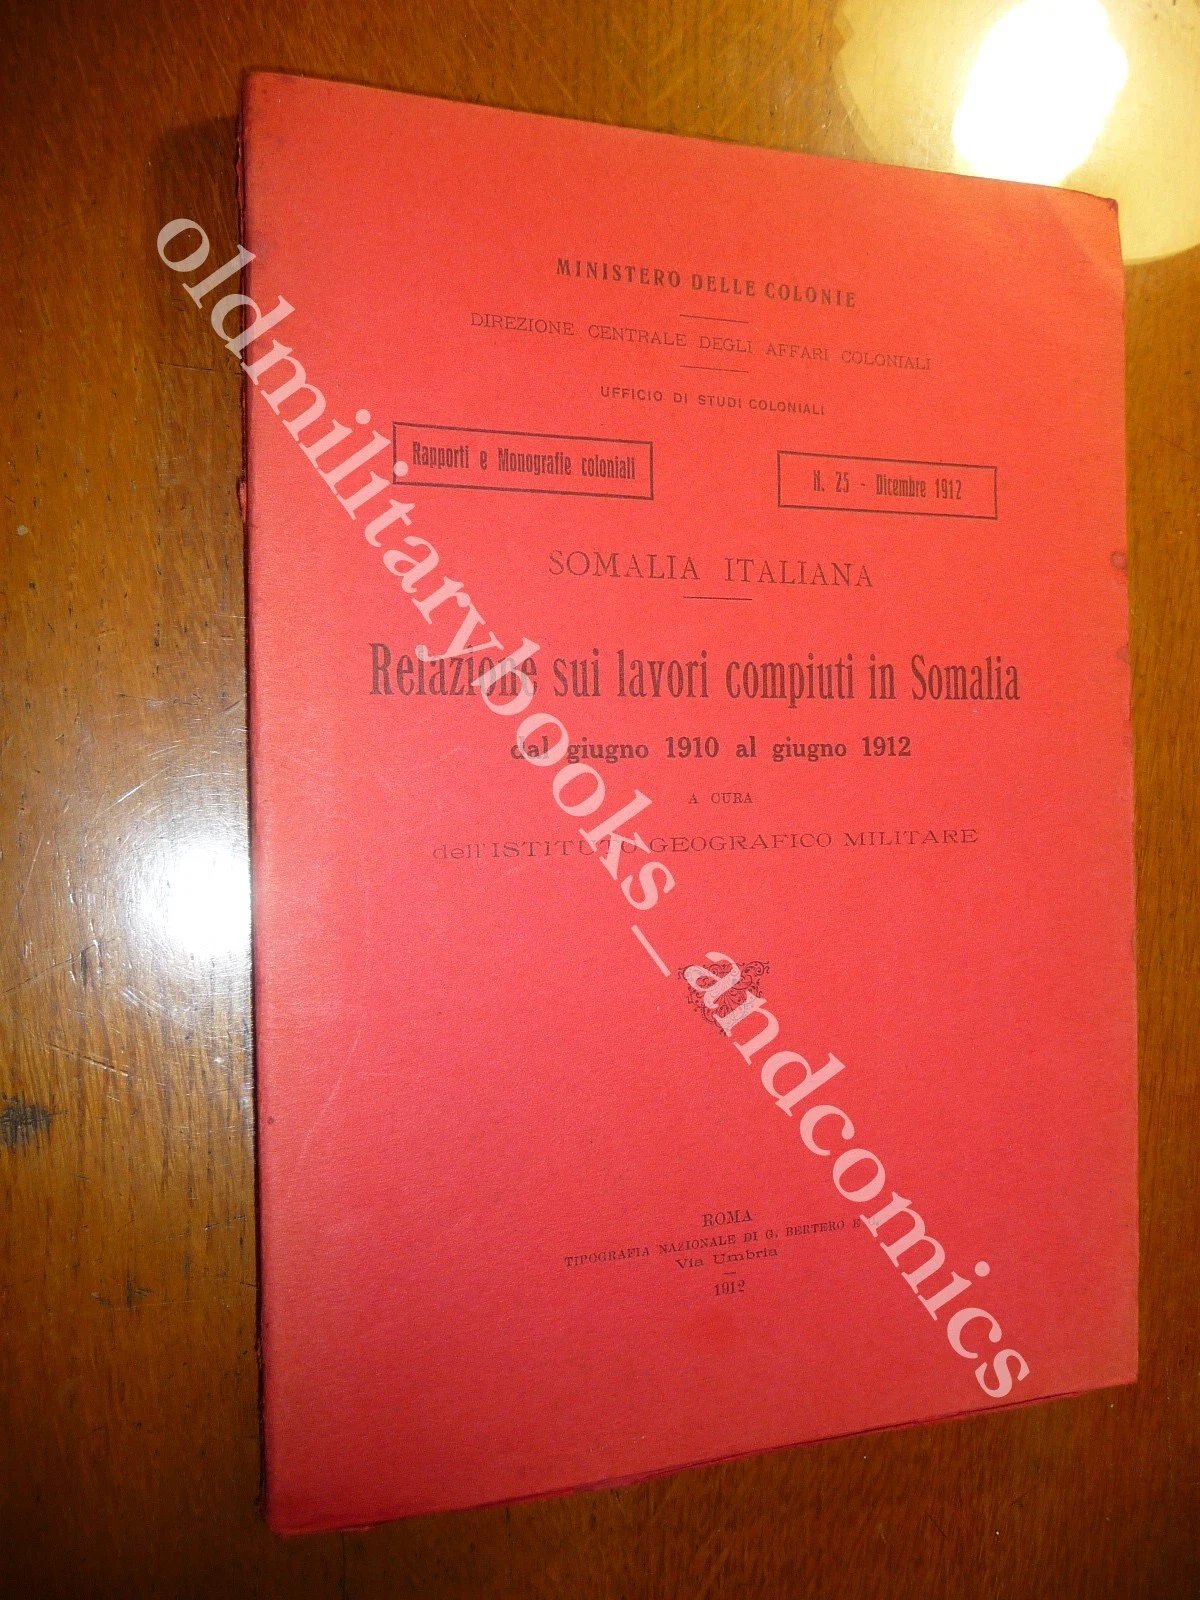 MINISTERO DELLE COLONIE
DIREZIONE CENTRALE DEGLI AFFARI COLONIALI
UFFICIO DI STUDI COLONIALI
Rapporti e Monografie coloniali
N. 25 - Dicembre 1912
SOMALIA ITALIANA
Relazione sui lavori compiuti in Somalia
dal giugno 1910 al giugno 1912
A CURA
dell'ISTITUTO GEOGRAFICO MILITARE
ROMA
TIPOGRAFIA NAZIONALE DI G. BERTERO E
Via Umbria
1912
oldmilitarybooks_andcomics